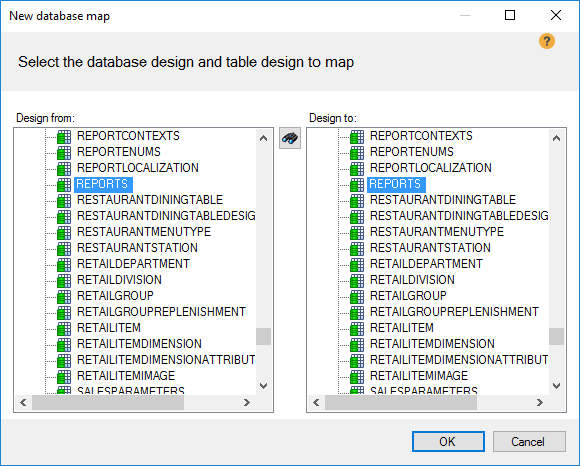 New database map
?
Select the database design and table design to map
Design from:
REPORTCONTEXTS
REPORTENUMS
REPORTLOCALIZATION
REPORTS
RESTAURANTDININGTABLE
RESTAURANTDININGTABLEDESIG
RESTAURANTMENUTYPE
RESTAURANTSTATION
RETAILDEPARTMENT
RETAILDIVISION
RETAILGROUP
RETAILGROUPREPLENISHMENT
RETAILITEM
RETAILITEMDIMENSION
RETAILITEMDIMENSIONATTRIBUT
RETAILITEMIMAGE
SALESPARAMETERS
Design to:
REPORTCONTEXTS
REPORTENUMS
REPORTLOCALIZATION
REPORTS
RESTAURANTDININGTABLE
RESTAURANTDININGTABLEDESIG
RESTAURANTMENUTYPE
RESTAURANTSTATION
RETAILDEPARTMENT
RETAILDIVISION
RETAILGROUP
RETAILGROUPREPLENISHMENT
RETAILITEM
RETAILITEMDIMENSION
RETAILITEMDIMENSIONATTRIBUT
RETAILITEMIMAGE
SALESPARAMETERS
OK
Cancel